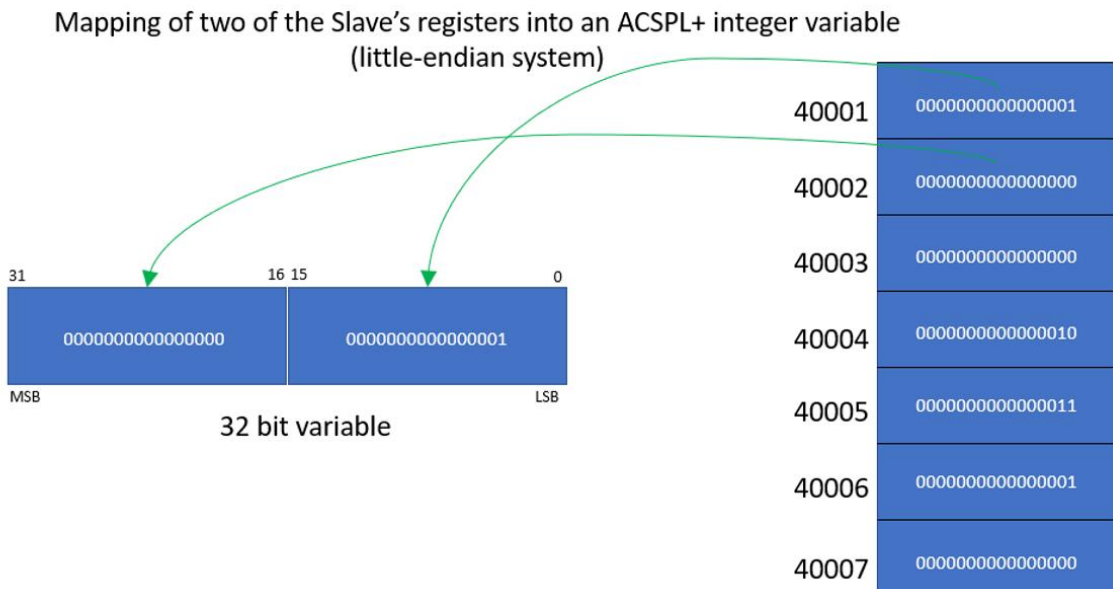 Mapping of two of the Slave's registers into an ACSPL+ integer variable
(little-endian system)
40001 0000000000000001
40002 0000000000000000
40003 0000000000000000
40004 0000000000000010
40005 0000000000000011
40006 0000000000000001
40007 0000000000000000
31 16 15 0
0000000000000000 0000000000000001
MSB LSB
32 bit variable